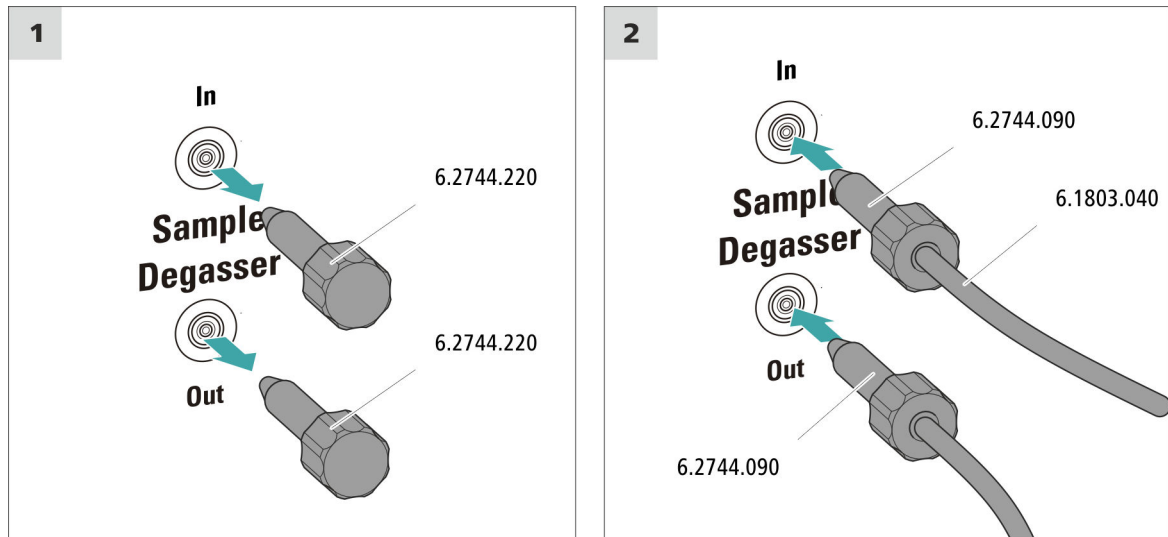 1
In
6.2744.220
Sample
Degasser
6.2744.220
Out
2
In
6.2744.090
6.1803.040
Sample
Degasser
Out
6.2744.090